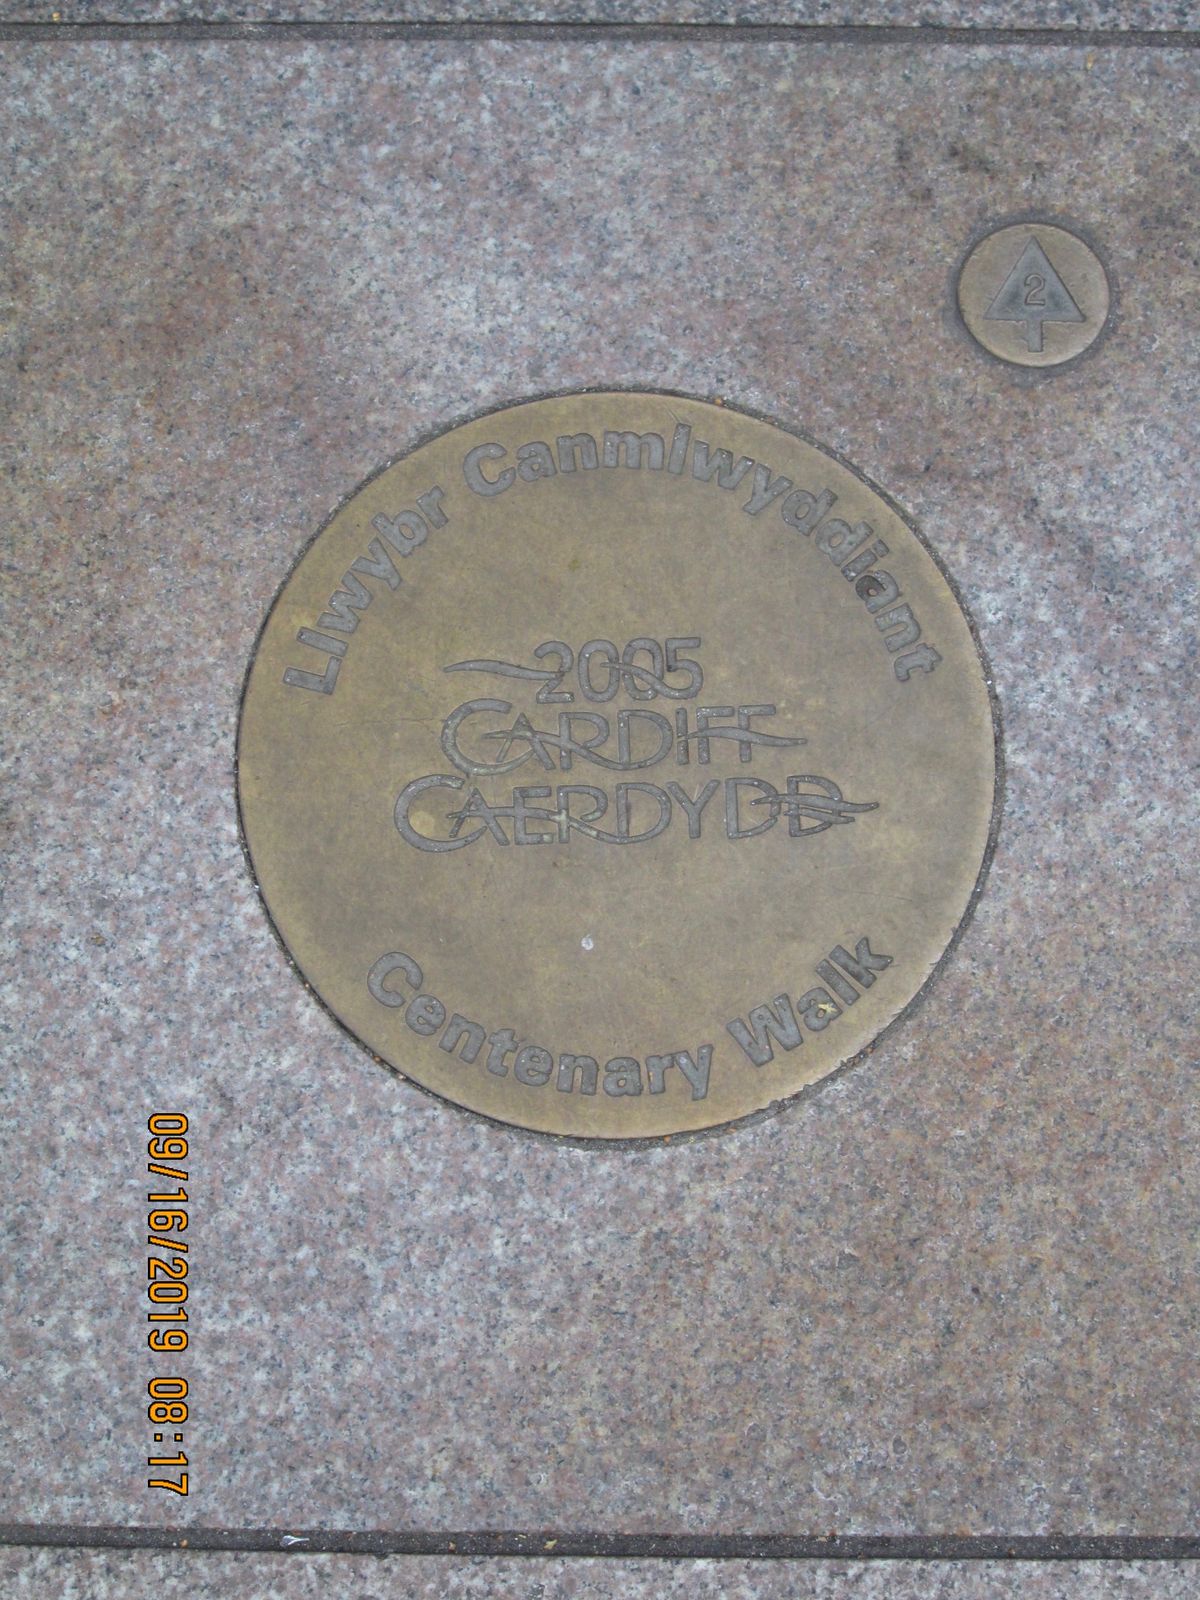 2
Llwybr Canmlwyddiant
2005
CARDIFF
CAERDYDD
Centenary Walk
09/16/2019 08:17